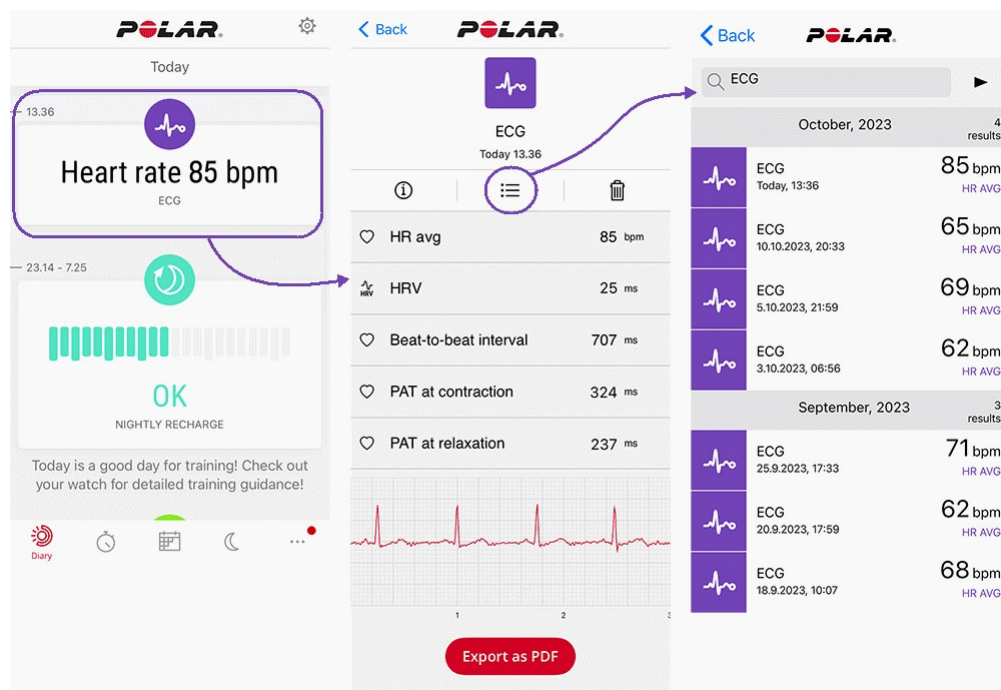 POLAR.
Today
13.36
Heart rate 85 bpm
ECG
23.14 - 7.25
OK
NIGHTLY RECHARGE
Today is a good day for training! Check out
your watch for detailed training guidance!
Diary
Back
POLAR.
ECG
Today 13.36
HR avg 85 bpm
HRV HRV 25 ms
Beat-to-beat interval 707 ms
PAT at contraction 324 ms
PAT at relaxation 237 ms
1 2 3
Export as PDF
Back
POLAR.
ECG
October, 2023 4
results
ECG 85 bpm
Today, 13:36 HR AVG
ECG 65 bpm
10.10.2023, 20:33 HR AVG
ECG 69 bpm
5.10.2023, 21:59 HR AVG
ECG 62 bpm
3.10.2023, 06:56 HR AVG
September, 2023 3
results
ECG 71 bpm
25.9.2023, 17:33 HR AVG
ECG 62 bpm
20.9.2023, 17:59 HR AVG
ECG 68 bpm
18.9.2023, 10:07 HR AVG